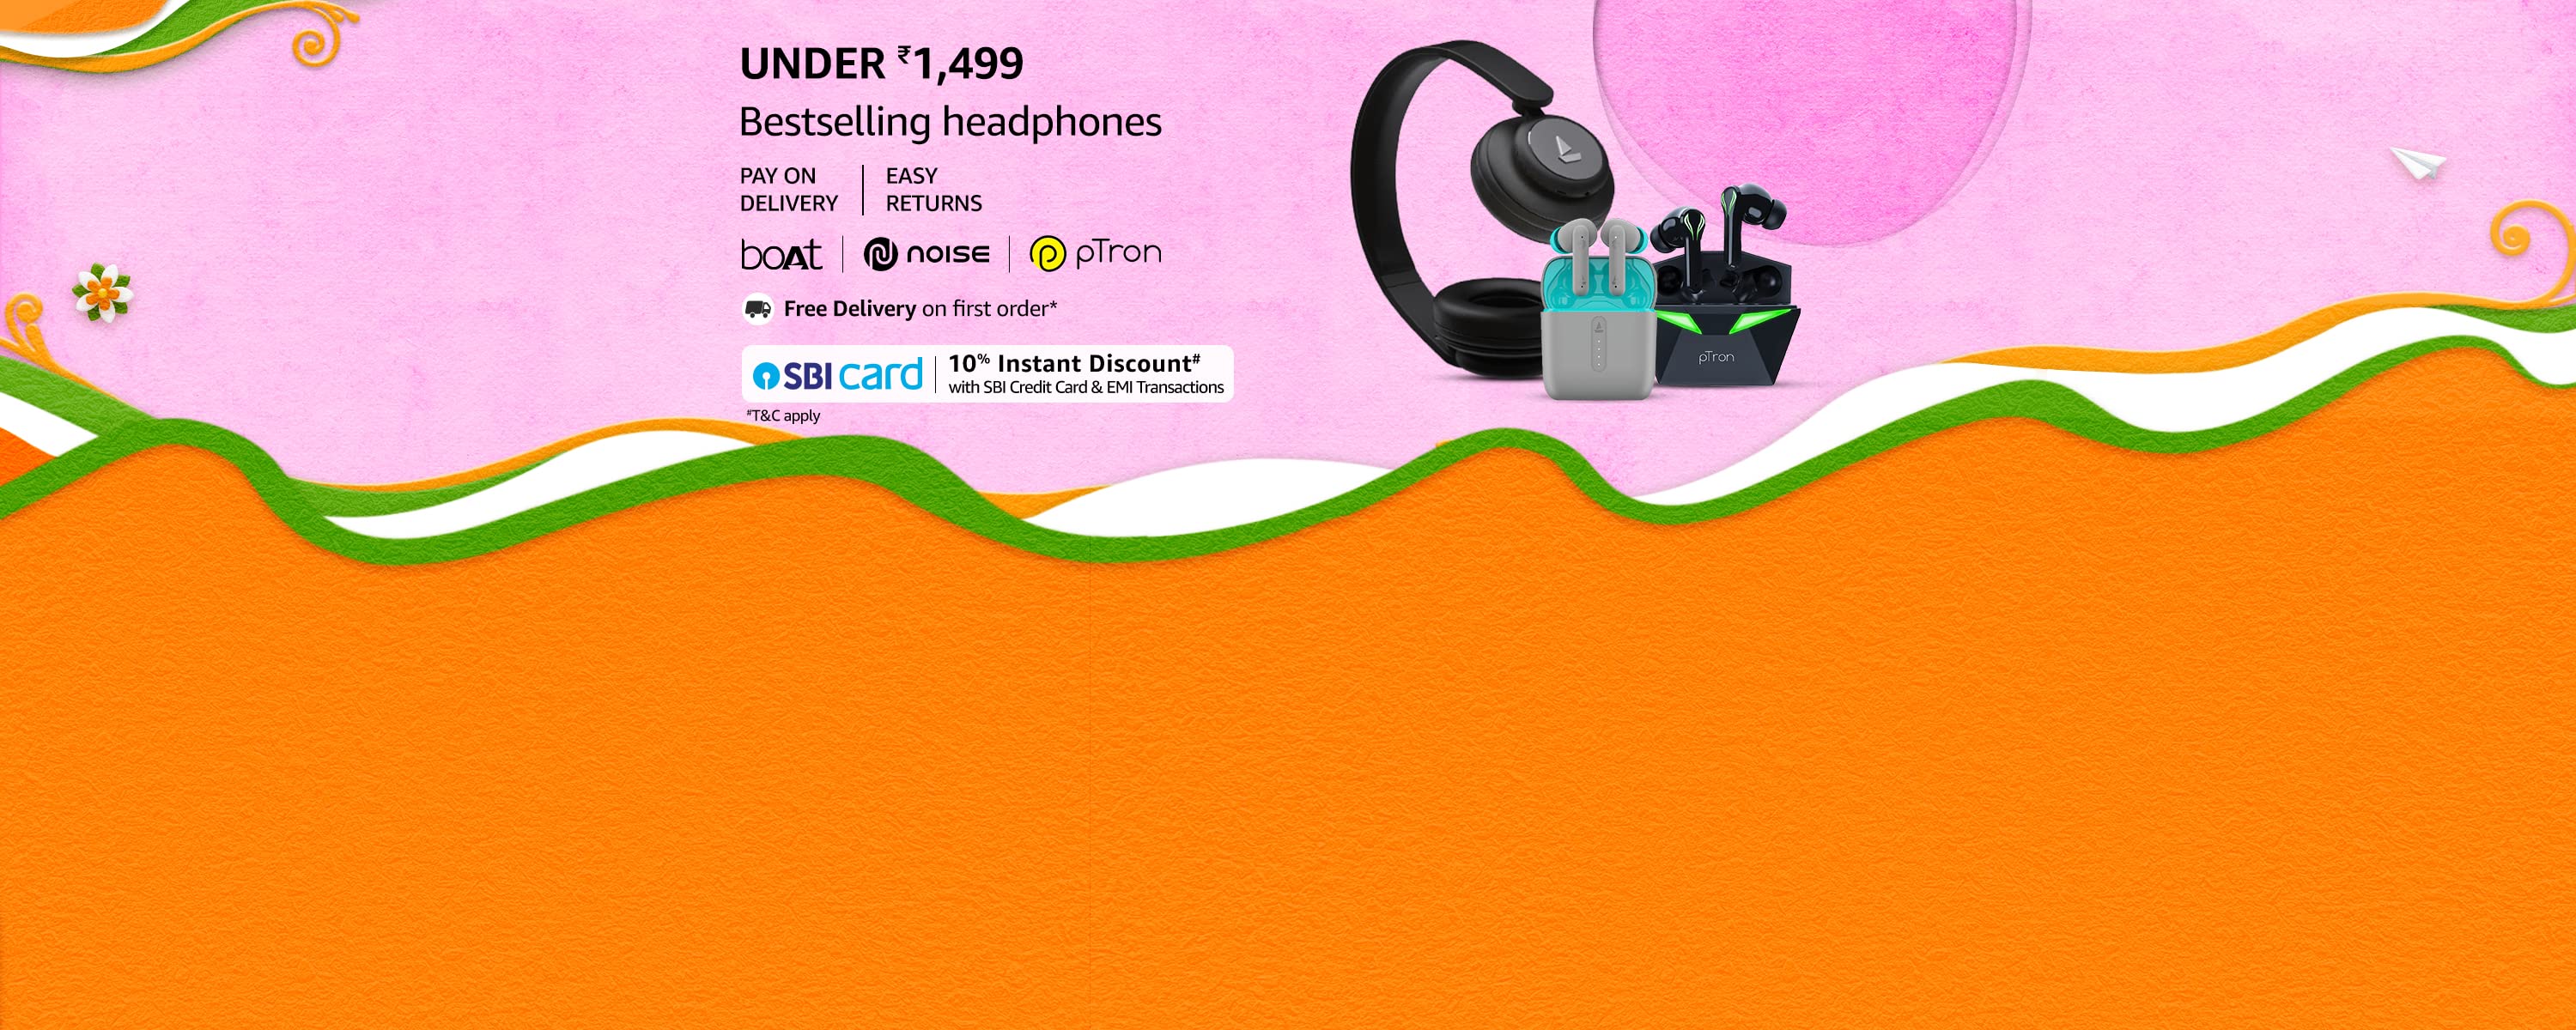 UNDER ₹1,499
Bestselling headphones
PAY ON DELIVERY
EASY RETURNS
boAt
noise
pTron
Free Delivery on first order*
SBI card
10% Instant Discount#
with SBI Credit Card & EMI Transactions
#T&C apply
pTron